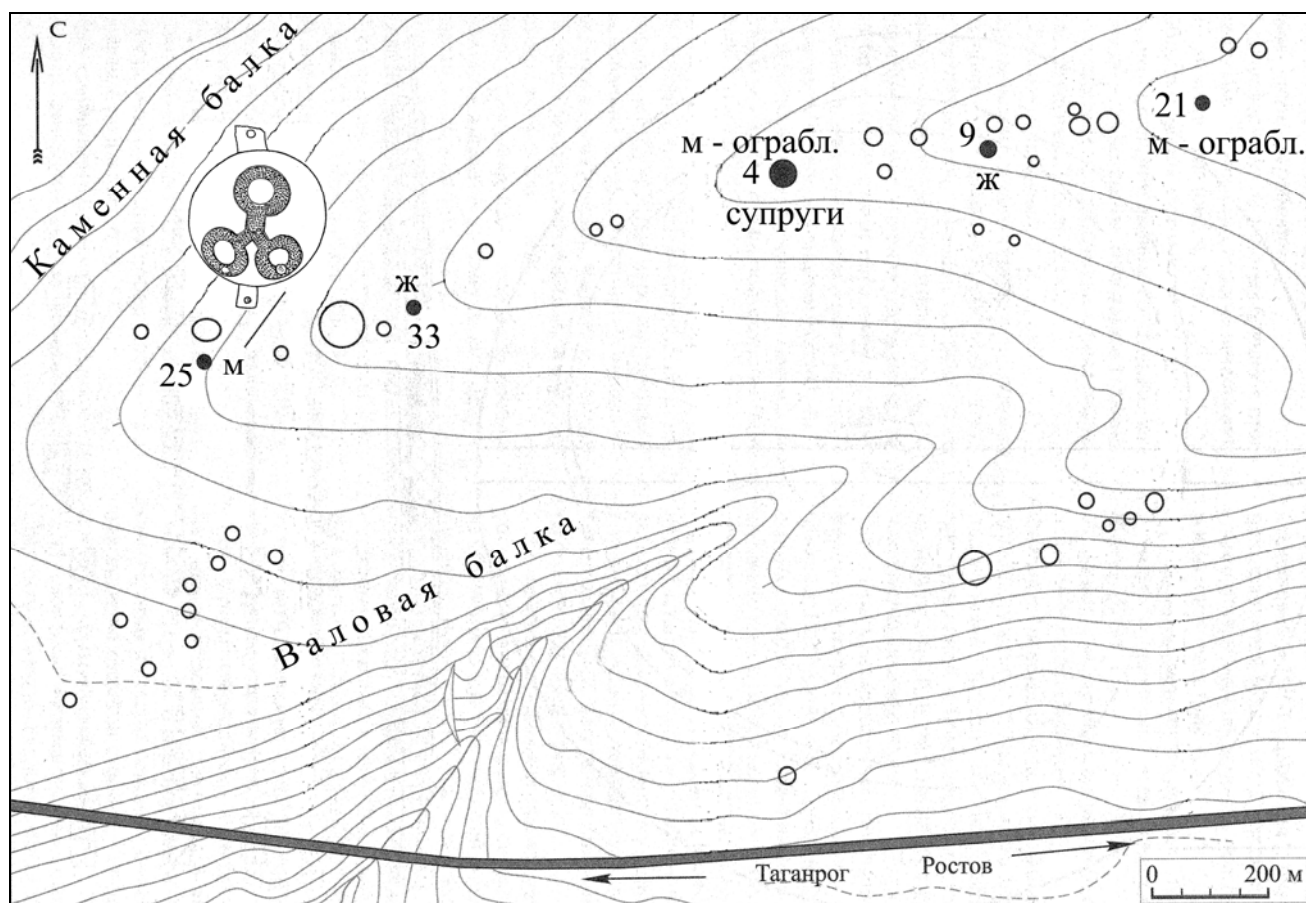 С
Каменная балка
21
м - ограбл.
м - ограбл.
9
4
ж
супруги
ж
33
м
25
Валовая балка
Таганрог
Ростов
0
200 м